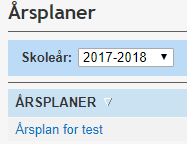 Årsplaner
Skoleår: 2017-2018
ÅRSPLANER
Årsplan for test